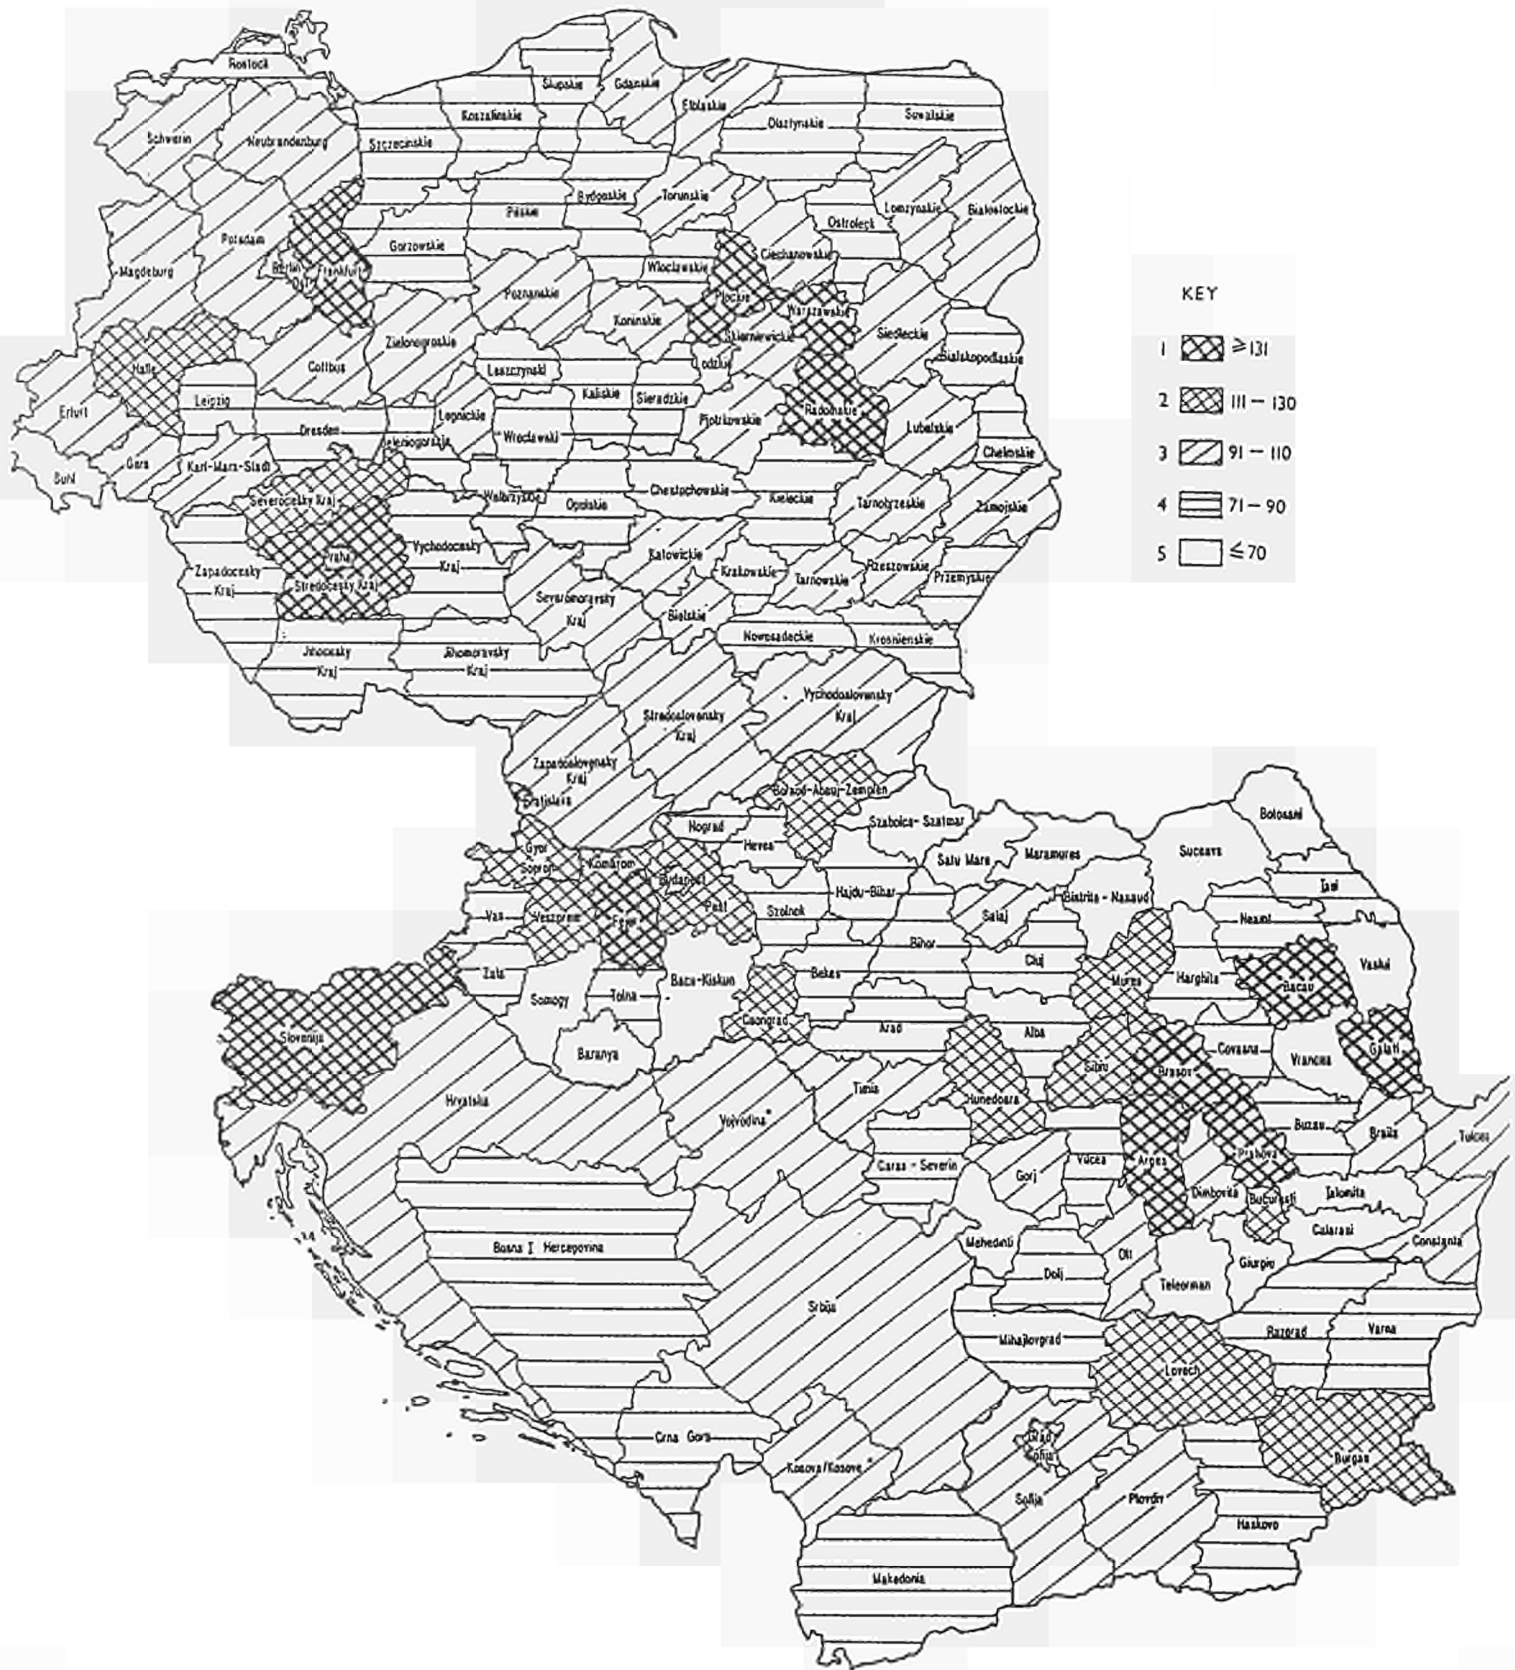 Rostock
Slupskie
Gdanskie
Elblaskie
Koszalinskie
Suwalskie
Olsztynskie
Schwerin
Neubrandenburg
Szczecinskie
Bydgoskie
Torunskie
Pilskie
Lomzynskie
Bialostockie
Ostroleck
Potsdam
Gorzowskie
Ciechanowskie
Magdeburg
Berlin
Ost
Frankfurt
Wloclawskie
Poznanskie
Plockie
Koninskie
Warszawskie
Skierniewickie
Siedleckie
Zielonogroskie
Lodzkie
Bialskopodlaskie
Halle
Cottbus
Leszczynski
Leipzig
Kaliskie
Sieradzkie
Erfurt
Legnickie
Radomskie
Dresden
Piotrkowskie
Lubelskie
Jeleniogorskie
Wroclawski
Chelmskie
Gera
Karl-Marx-Stadt
Suhl
Severocesky Kraj
Walbrzyskie
Opolskie
Chestochowskie
Kieleckie
Tarnobrzeskie
Zamojskie
Praha
Vychodocesky
Kraj
Katowickie
Krakowskie
Tarnowskie
Rzeszowskie
Przemyskie
Zapadocesky
Kraj
Stredocesky Kraj
Severomoravsky
Kraj
Bielskie
Nowosadeckie
Krosnienskie
Jihocesky
Kraj
Jihomoravsky
Kraj
Vychodoslovensky
Kraj
Stredoslovensky
Kraj
Zapadoslovensky
Kraj
Bratislava
Borsod-Abauj-Zemplen
Nograd
Szabolcs-Szatmar
Heves
Gyor
Sopron
Komarom
Budapest
Pest
Satu Mare
Maramures
Suceava
Botosani
Hajdu-Bihar
Bistrita-Nasaud
Iasi
Vas
Veszprem
Fejer
Szolnok
Salaj
Neamt
Bihor
Cluj
Vaslui
Zala
Bacs-Kiskun
Bekes
Mures
Harghita
Bacau
Somogy
Tolna
Csongrad
Arad
Alba
Slovenija
Baranya
Covasna
Vrancea
Galati
Sibiu
Brasov
Hrvatska
Timis
Hunedoara
Vojvodina*
Buzau
Braila
Tulcea
Caras-Severin
Gorj
Vilcea
Arges
Prahova
Dimbovita
Bucuresti
Ialomita
Calarasi
Bosna I Hercegovina
Mehedinti
Olt
Constanta
Dolj
Giurgiu
Teleorman
Srbija
Mihajlovgrad
Razgrad
Varna
Lovech
Crna Gora
Grad
Sofija
Kosovo/Kosove*
Burgas
Sofija
Plovdiv
Haskovo
Makedonia
KEY
1 ≥131
2 111 – 130
3 91 – 110
4 71 – 90
5 ≤70